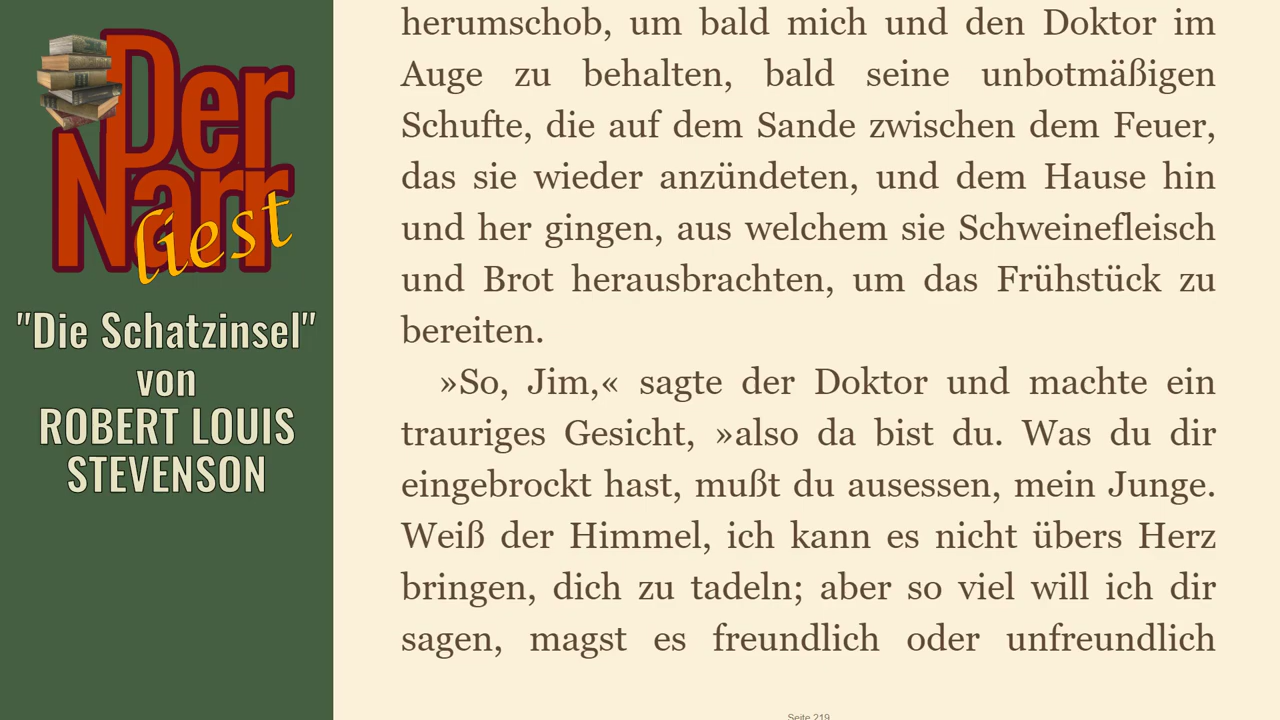 Der
Narr
liest
"Die Schatzinsel"
von
ROBERT LOUIS
STEVENSON
herumschob, um bald mich und den Doktor im
Auge zu behalten, bald seine unbotmäßigen
Schufte, die auf dem Sande zwischen dem Feuer,
das sie wieder anzündeten, und dem Hause hin
und her gingen, aus welchem sie Schweinefleisch
und Brot herausbrachten, um das Frühstück zu
bereiten.
»So, Jim,« sagte der Doktor und machte ein
trauriges Gesicht, »also da bist du. Was du dir
eingebrockt hast, mußt du ausessen, mein Junge.
Weiß der Himmel, ich kann es nicht übers Herz
bringen, dich zu tadeln; aber so viel will ich dir
sagen, magst es freundlich oder unfreundlich
Seite 219